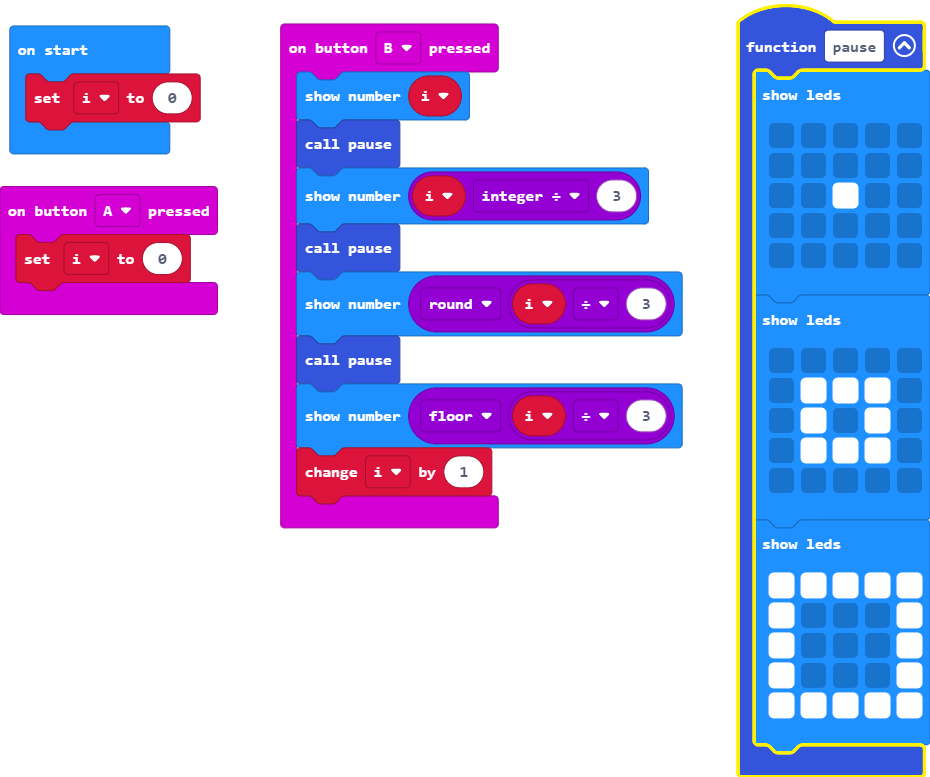 on start
set i to 0
on button A pressed
set i to 0
on button B pressed
show number i
call pause
show number i integer ÷ 3
call pause
show number round i ÷ 3
call pause
show number floor i ÷ 3
change i by 1
function pause
show leds
show leds
show leds